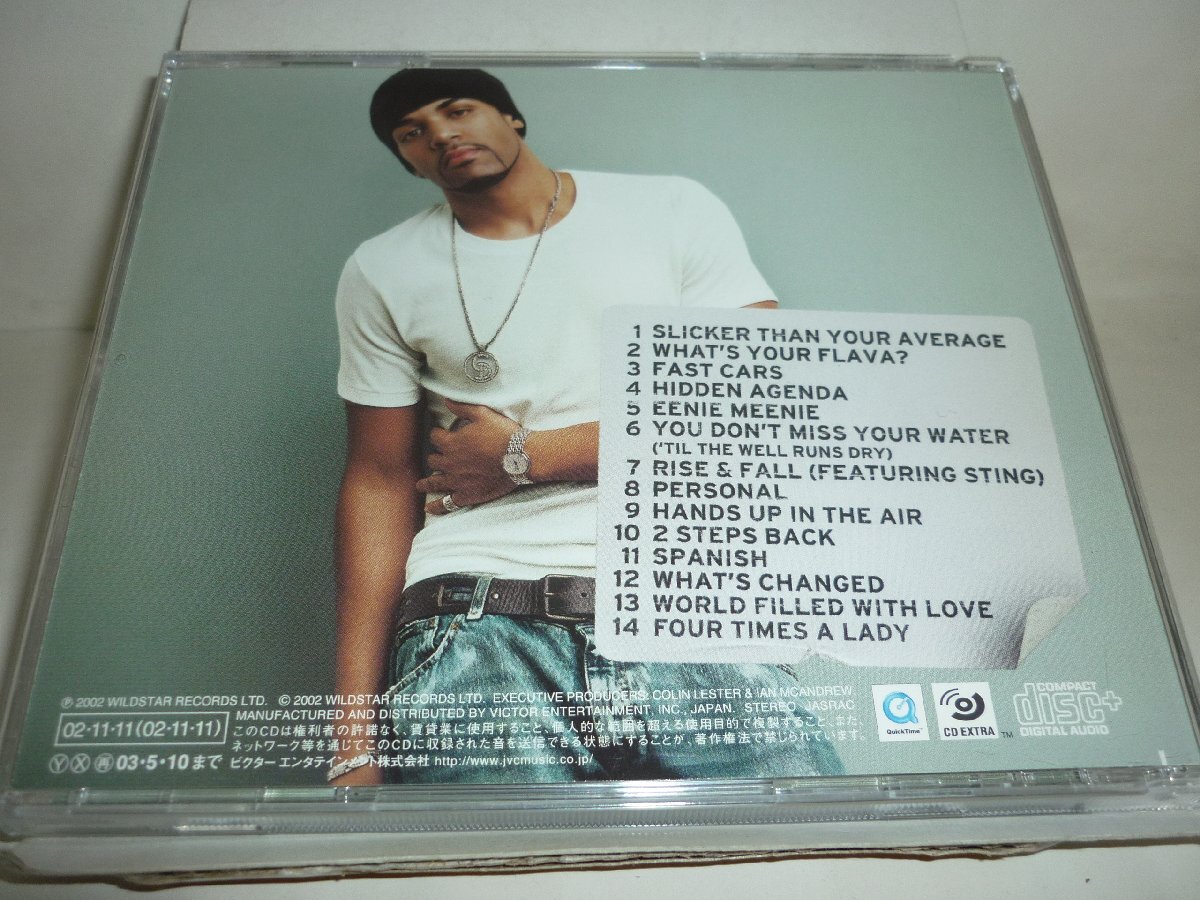 1 SLICKER THAN YOUR AVERAGE
2 WHAT'S YOUR FLAVA?
3 FAST CARS
4 HIDDEN AGENDA
5 EENIE MEENIE
6 YOU DON'T MISS YOUR WATER
('TIL THE WELL RUNS DRY)
7 RISE & FALL (FEATURING STING)
8 PERSONAL
9 HANDS UP IN THE AIR
10 2 STEPS BACK
11 SPANISH
12 WHAT'S CHANGED
13 WORLD FILLED WITH LOVE
14 FOUR TIMES A LADY
℗ 2002 WILDSTAR RECORDS LTD. © 2002 WILDSTAR RECORDS LTD. EXECUTIVE PRODUCERS: COLIN LESTER & IAN MCANDREW
02·11·11(02·11·11)
MANUFACTURED AND DISTRIBUTED BY VICTOR ENTERTAINMENT, INC., JAPAN. STEREO JASRAC
このCDは権利者の許諾なく、賃貸業に使用すること、個人的な範囲を超える使用目的で複製すること、また
ネットワーク等を通じてこのCDに収録された音を送信できる状態にすることが、著作権法で禁じられています。
Ⓨ Ⓧ ㊟ 03·5·10 まで ビクター エンタテインメント株式会社 http://www.jvcmusic.co.jp/
QuickTime™
CD EXTRA ™
COMPACT
disc+
DIGITAL AUDIO